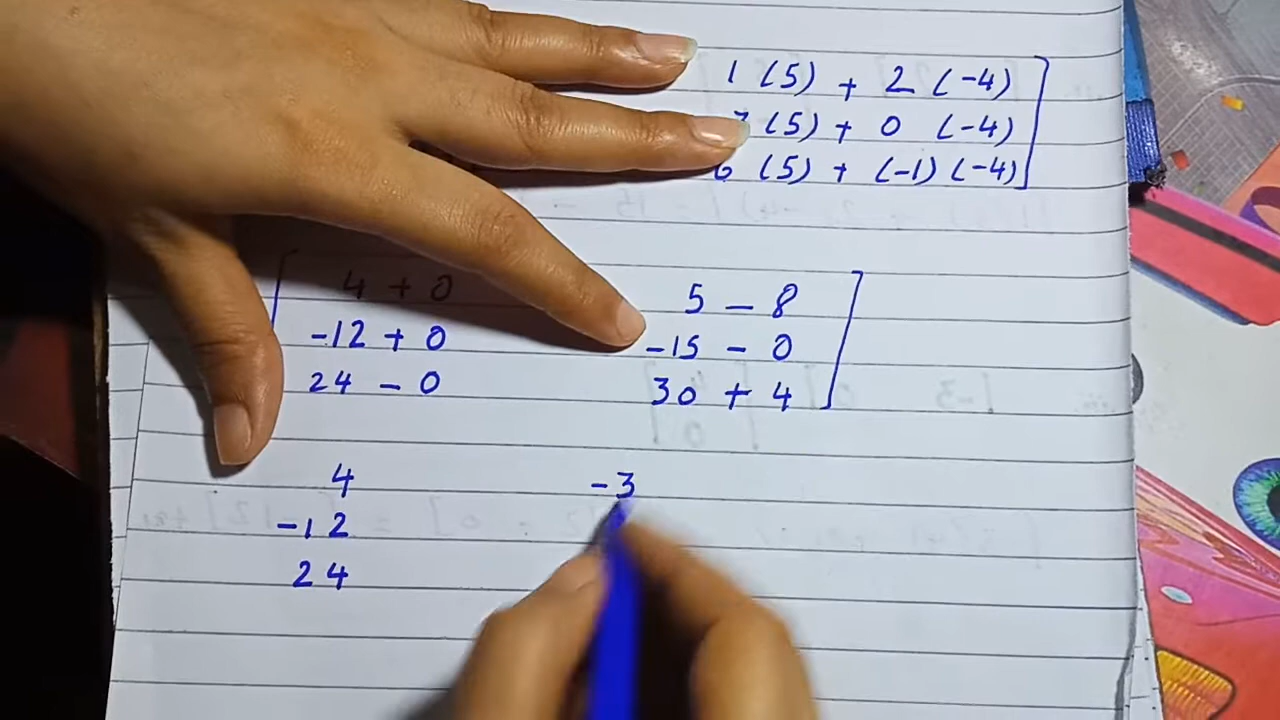 1 (5) + 2 (-4)
(5) + 0 (-4)
6 (5) + (-1) (-4)
4 + 0 5 - 8
-12 + 0 -15 - 0
24 - 0 30 + 4
4 -3
-12
24